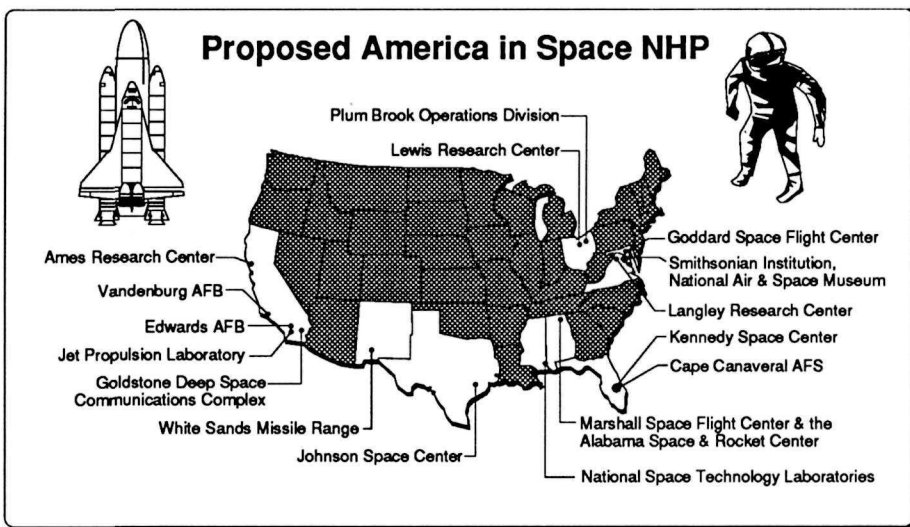 Proposed America in Space NHP
Plum Brook Operations Division
Lewis Research Center
Ames Research Center
Vandenburg AFB
Edwards AFB
Jet Propulsion Laboratory
Goldstone Deep Space
Communications Complex
White Sands Missile Range
Johnson Space Center
Goddard Space Flight Center
Smithsonian Institution,
National Air & Space Museum
Langley Research Center
Kennedy Space Center
Cape Canaveral AFS
Marshall Space Flight Center & the
Alabama Space & Rocket Center
National Space Technology Laboratories